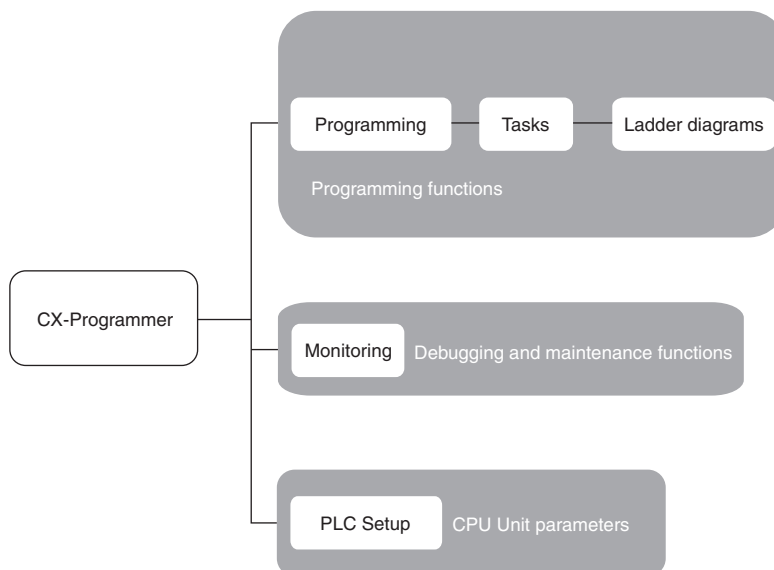 Programming
Tasks
Ladder diagrams
Programming functions
CX-Programmer
Monitoring
Debugging and maintenance functions
PLC Setup
CPU Unit parameters